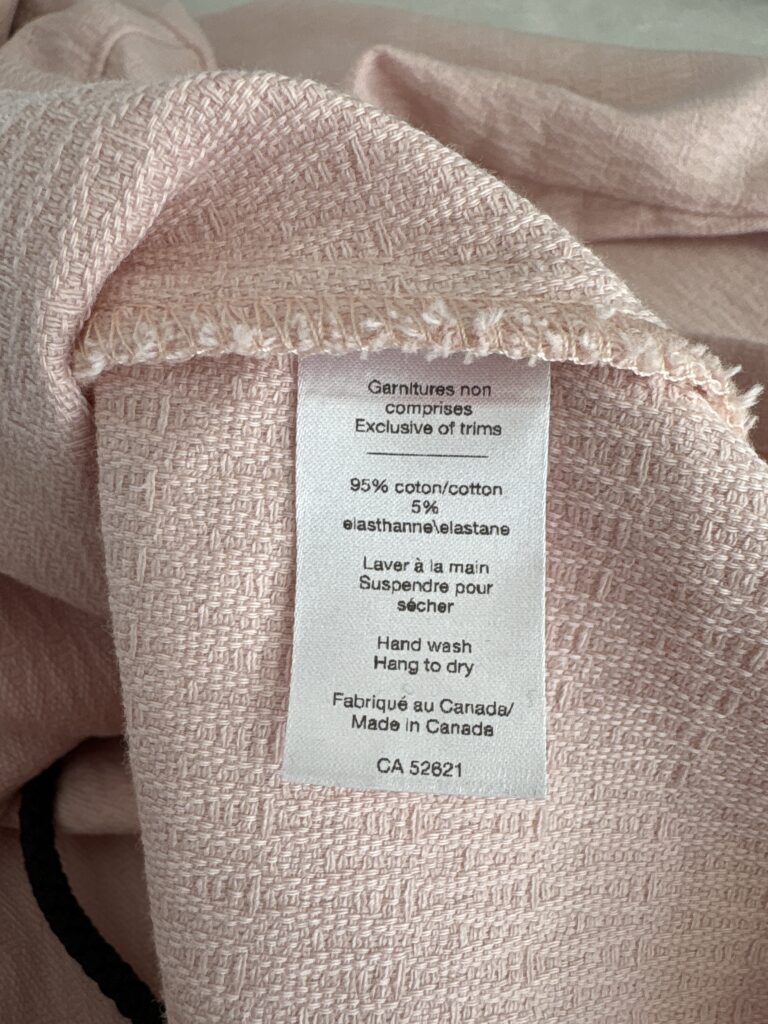 Garnitures non
comprises
Exclusive of trims
95% coton/cotton
5%
elasthanne\elastane
Laver à la main
Suspendre pour
sécher
Hand wash
Hang to dry
Fabriqué au Canada/
Made in Canada
CA 52621